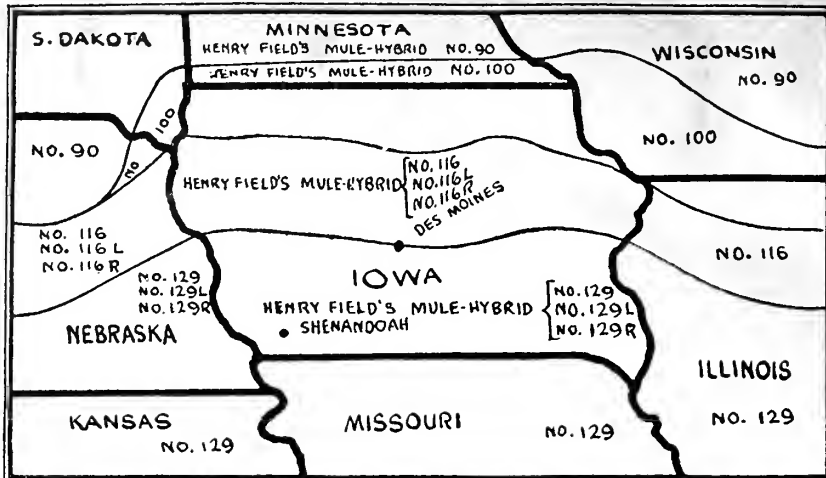 S. DAKOTA
MINNESOTA
HENRY FIELD'S MULE-HYBRID NO. 90
HENRY FIELD'S MULE-HYBRID NO. 100
WISCONSIN
NO. 90
NO. 100
NO. 90
NO 100
HENRY FIELD'S MULE-HYBRID
NO. 116
NO. 116L
NO. 116R
DES MOINES
NO. 116
NO. 116L
NO. 116R
NO. 116
NO. 129
NO. 129L
NO. 129R
NEBRASKA
IOWA
HENRY FIELD'S MULE-HYBRID
NO. 129
NO. 129L
NO. 129R
SHENANDOAH
ILLINOIS
NO. 129
KANSAS
NO. 129
MISSOURI
NO. 129